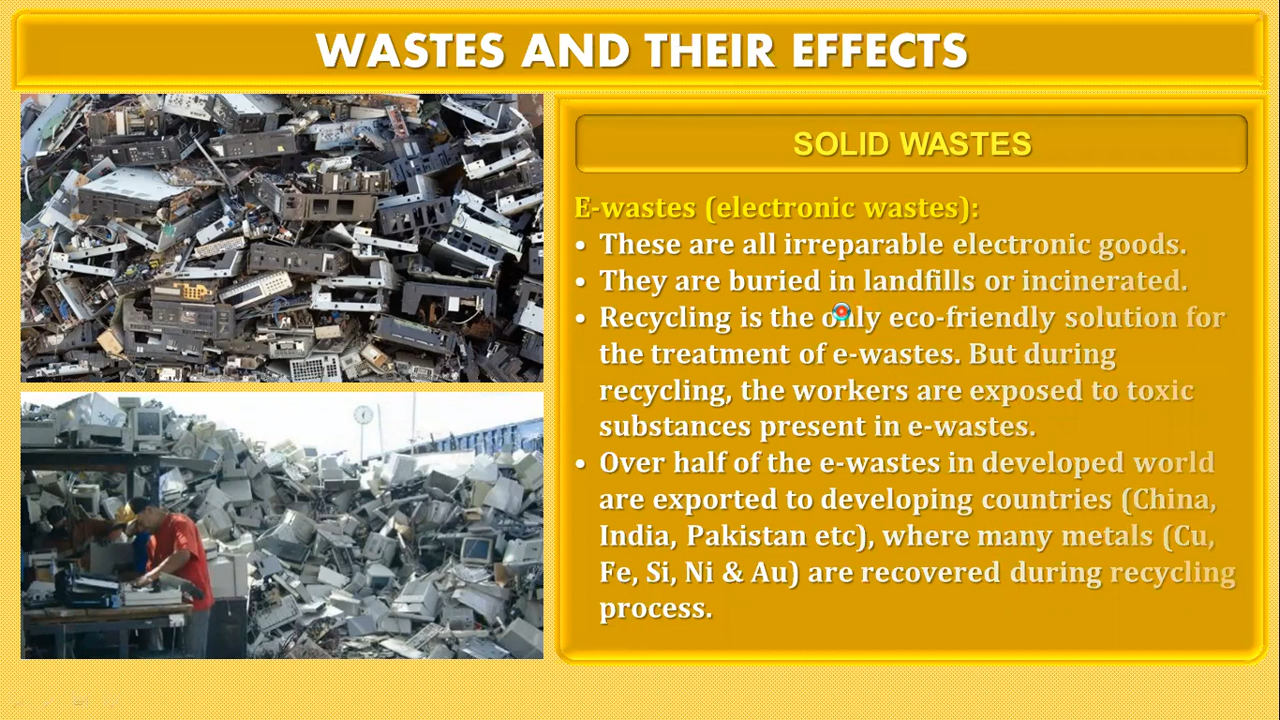 WASTES AND THEIR EFFECTS
SOLID WASTES
E-wastes (electronic wastes):
• These are all irreparable electronic goods.
• They are buried in landfills or incinerated.
• Recycling is the only eco-friendly solution for
the treatment of e-wastes. But during
recycling, the workers are exposed to toxic
substances present in e-wastes.
• Over half of the e-wastes in developed world
are exported to developing countries (China,
India, Pakistan etc), where many metals (Cu,
Fe, Si, Ni & Au) are recovered during recycling
process.